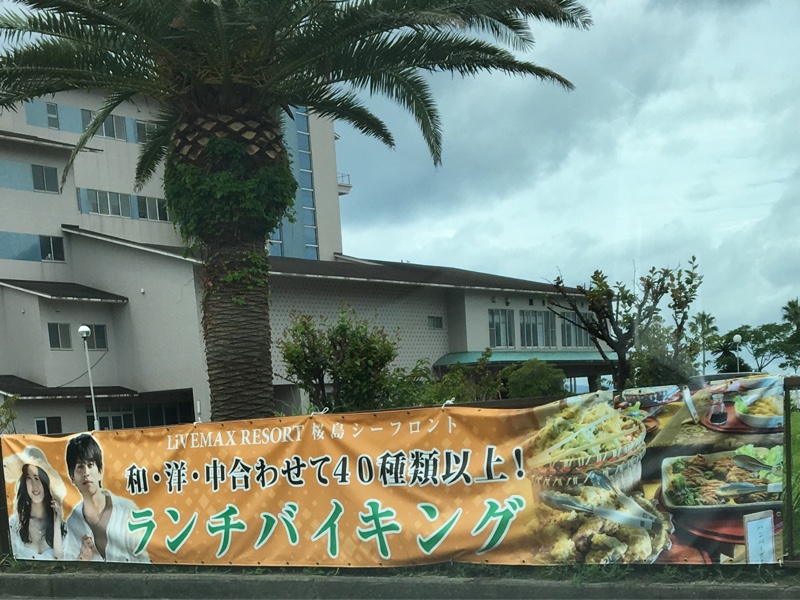 LiVEMAX RESORT 桜島シーフロント
和・洋・中合わせて40種類以上！
ランチバイキング